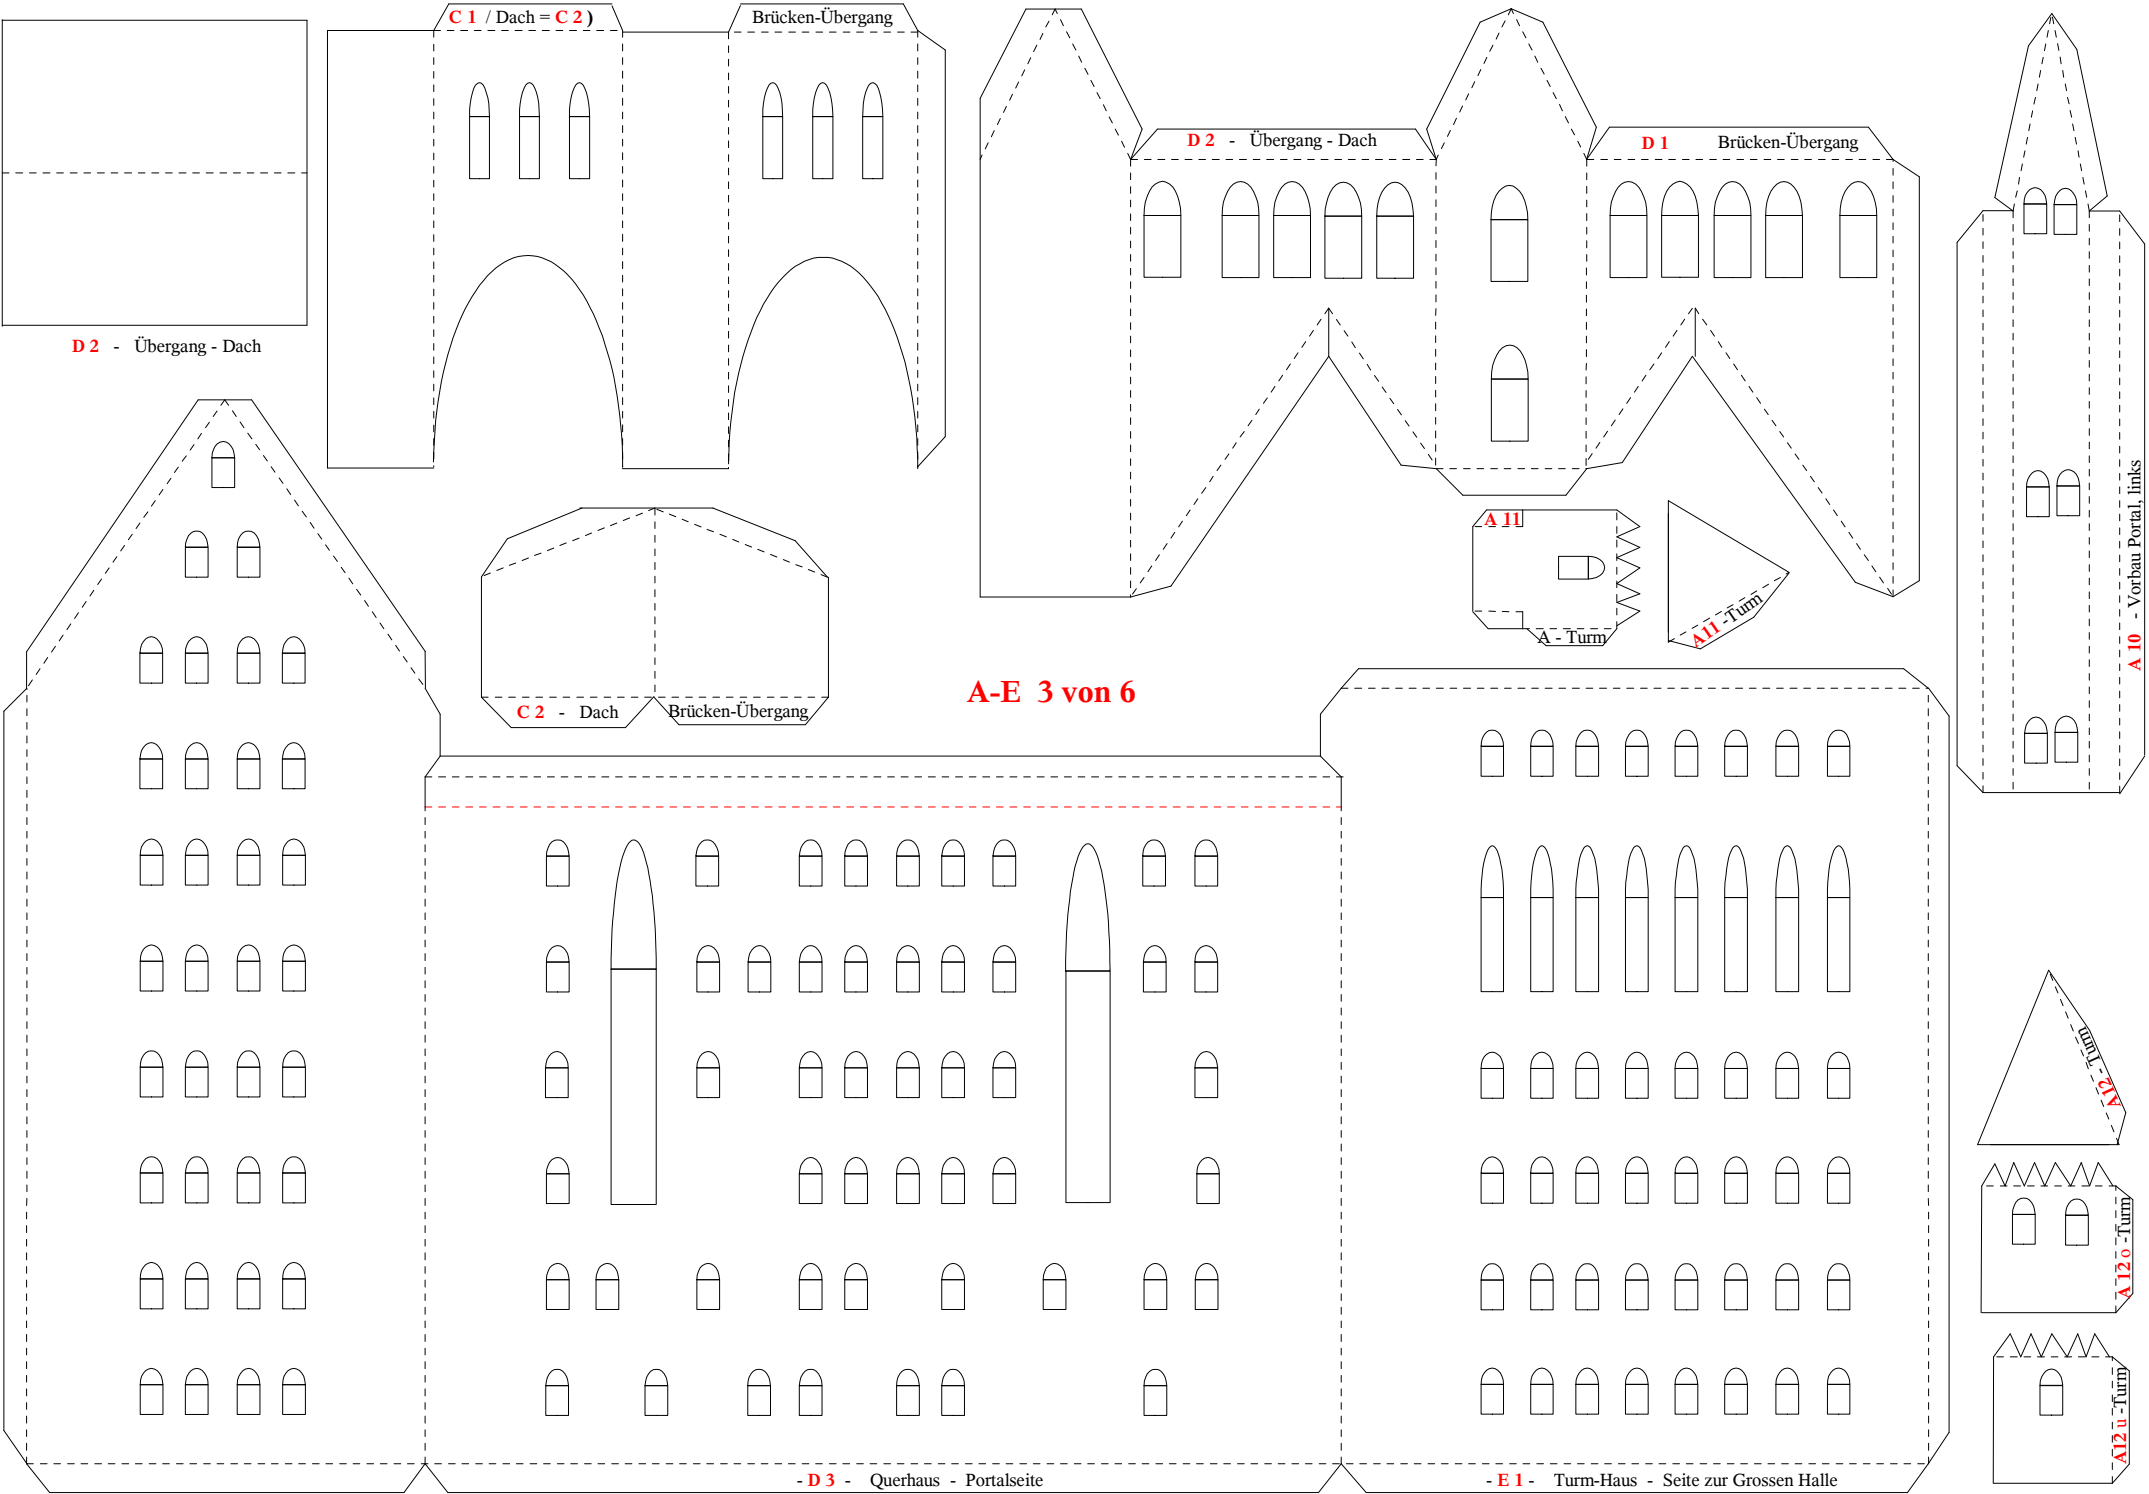 C 1 / Dach = C 2 )
Brücken-Übergang
D 2 - Übergang - Dach
D 1 Brücken-Übergang
D 2 - Übergang - Dach
A 10 - Vorbau Portal, links
A 11
A - Turm
A11 -Turm
C 2 - Dach
Brücken-Übergang
A-E 3 von 6
A12 - Turm
A 12 o -Turm
A12 u -Turm
- D 3 - Querhaus - Portalseite
- E 1 - Turm-Haus - Seite zur Grossen Halle